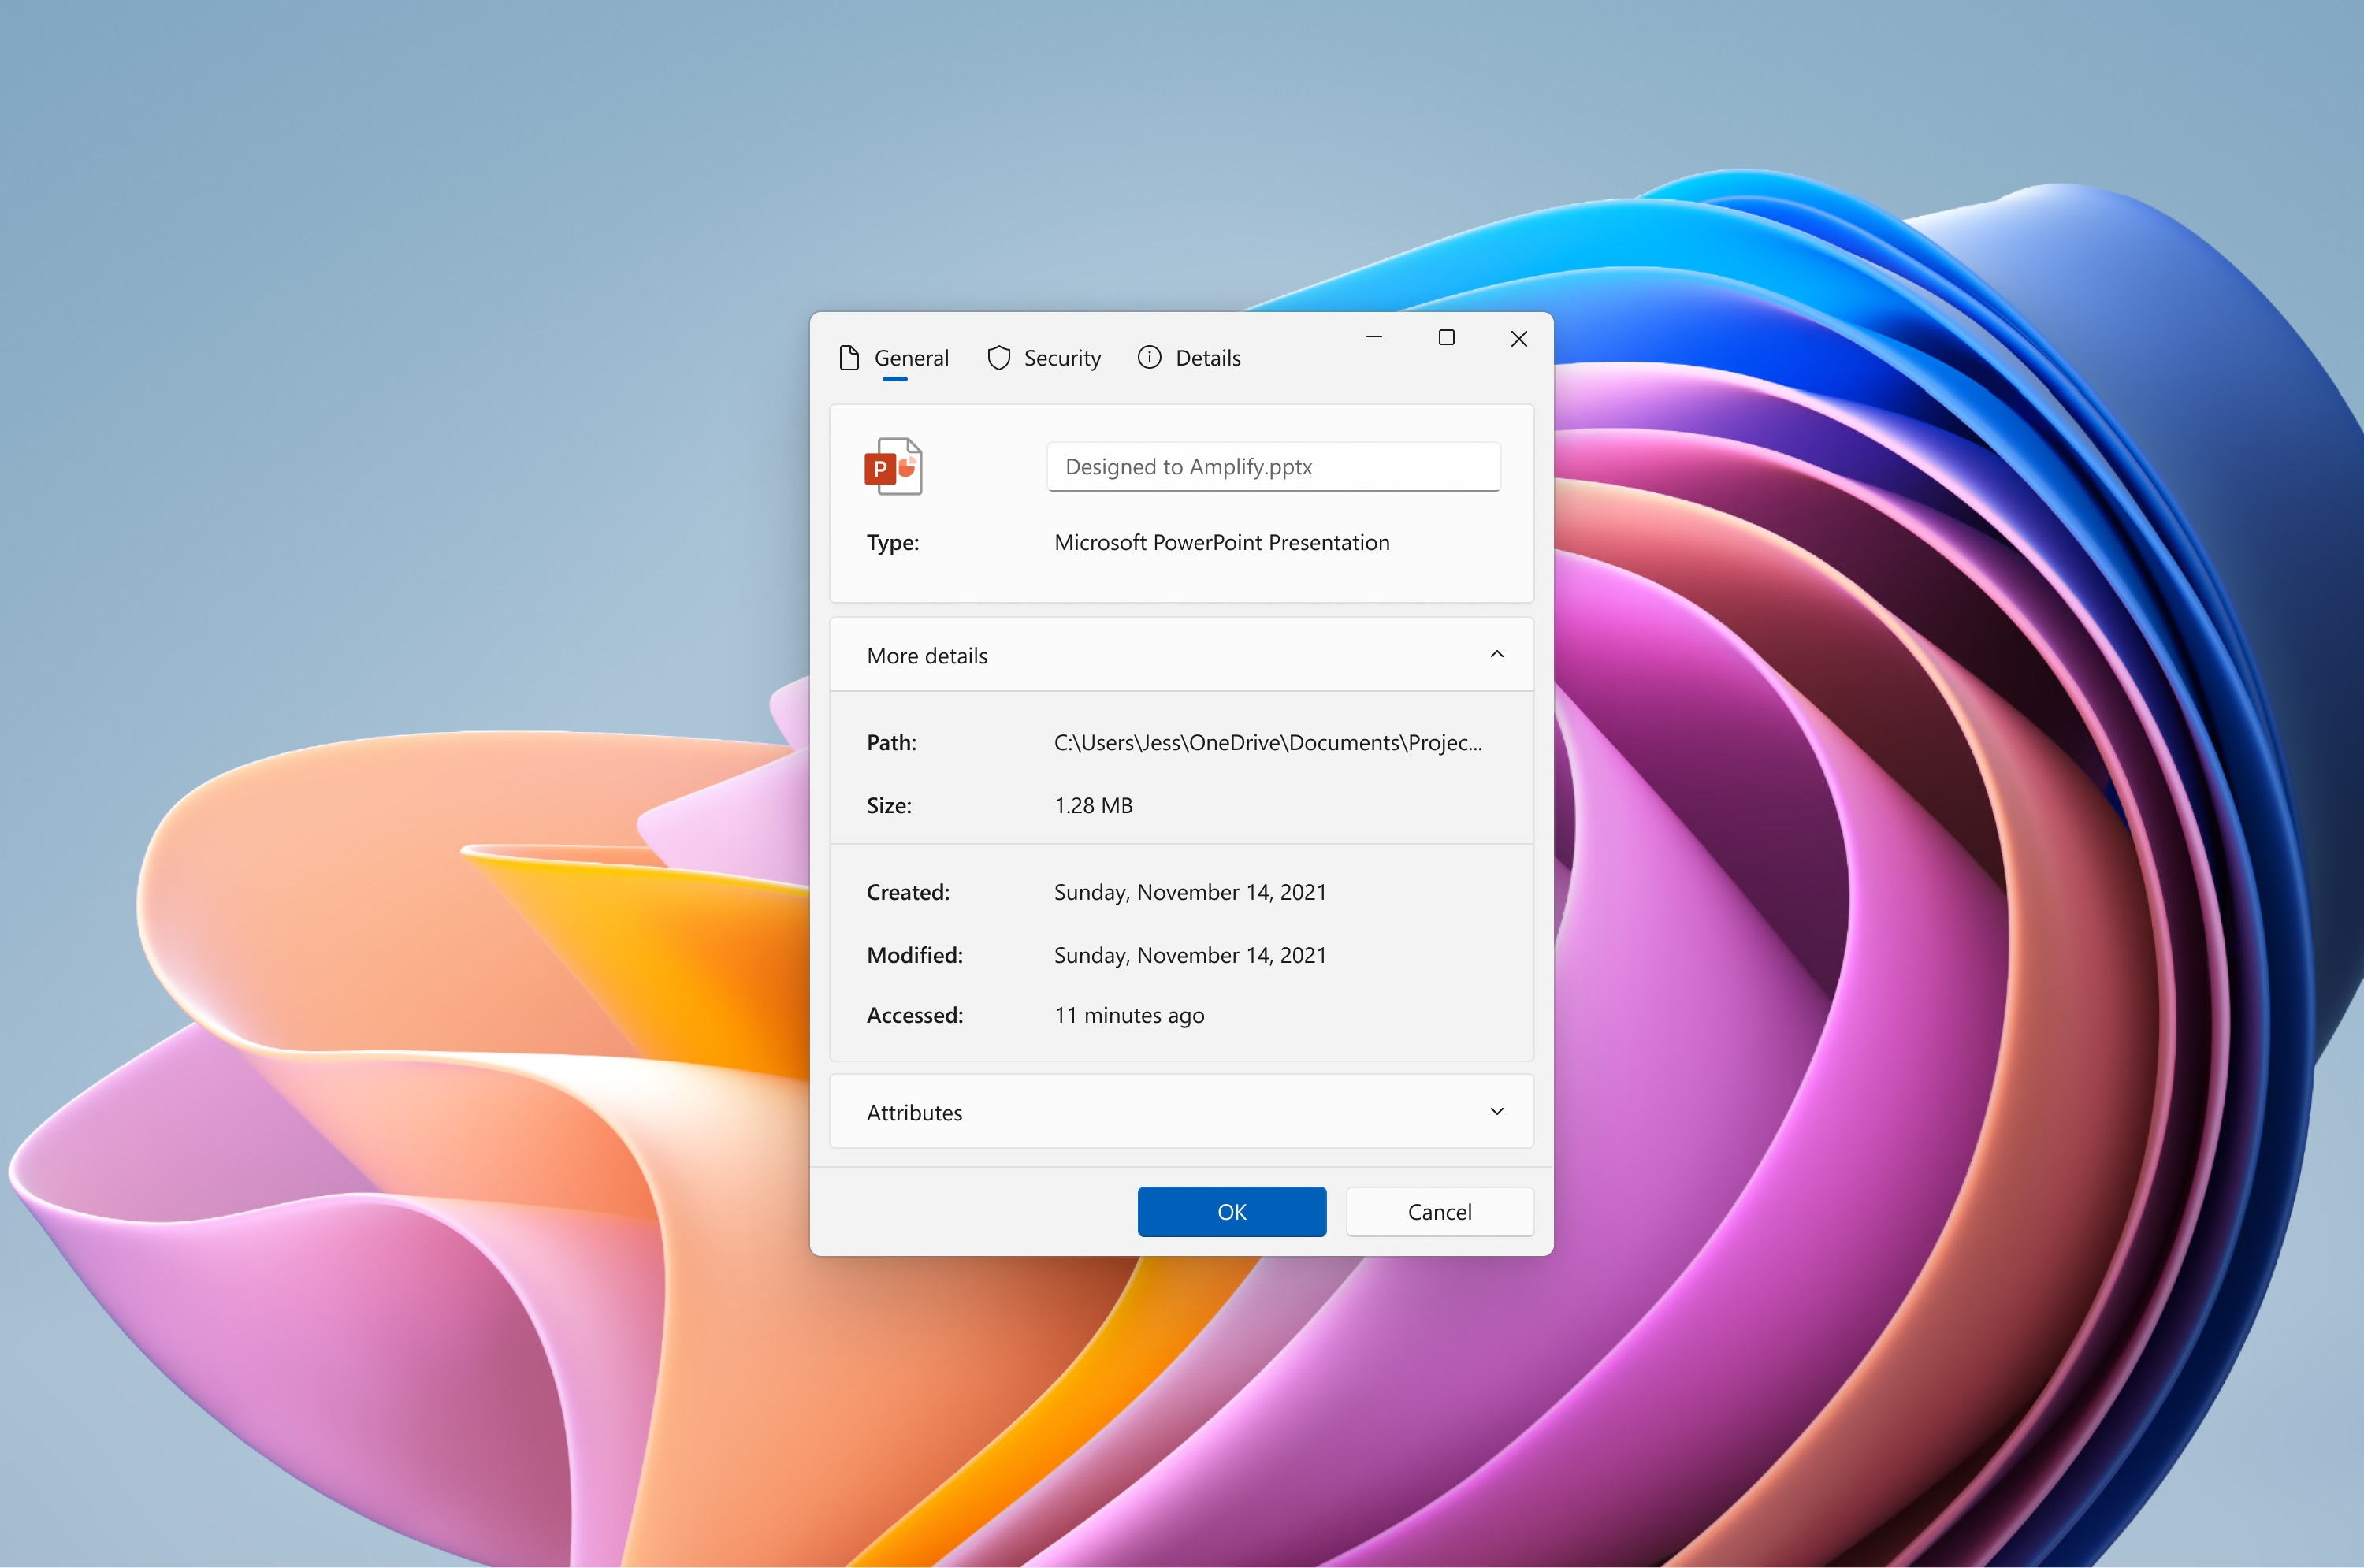 General Security Details
P
Designed to Amplify.pptx
Type: Microsoft PowerPoint Presentation
More details
Path: C:\Users\Jess\OneDrive\Documents\Projec...
Size: 1.28 MB
Created: Sunday, November 14, 2021
Modified: Sunday, November 14, 2021
Accessed: 11 minutes ago
Attributes
OK Cancel